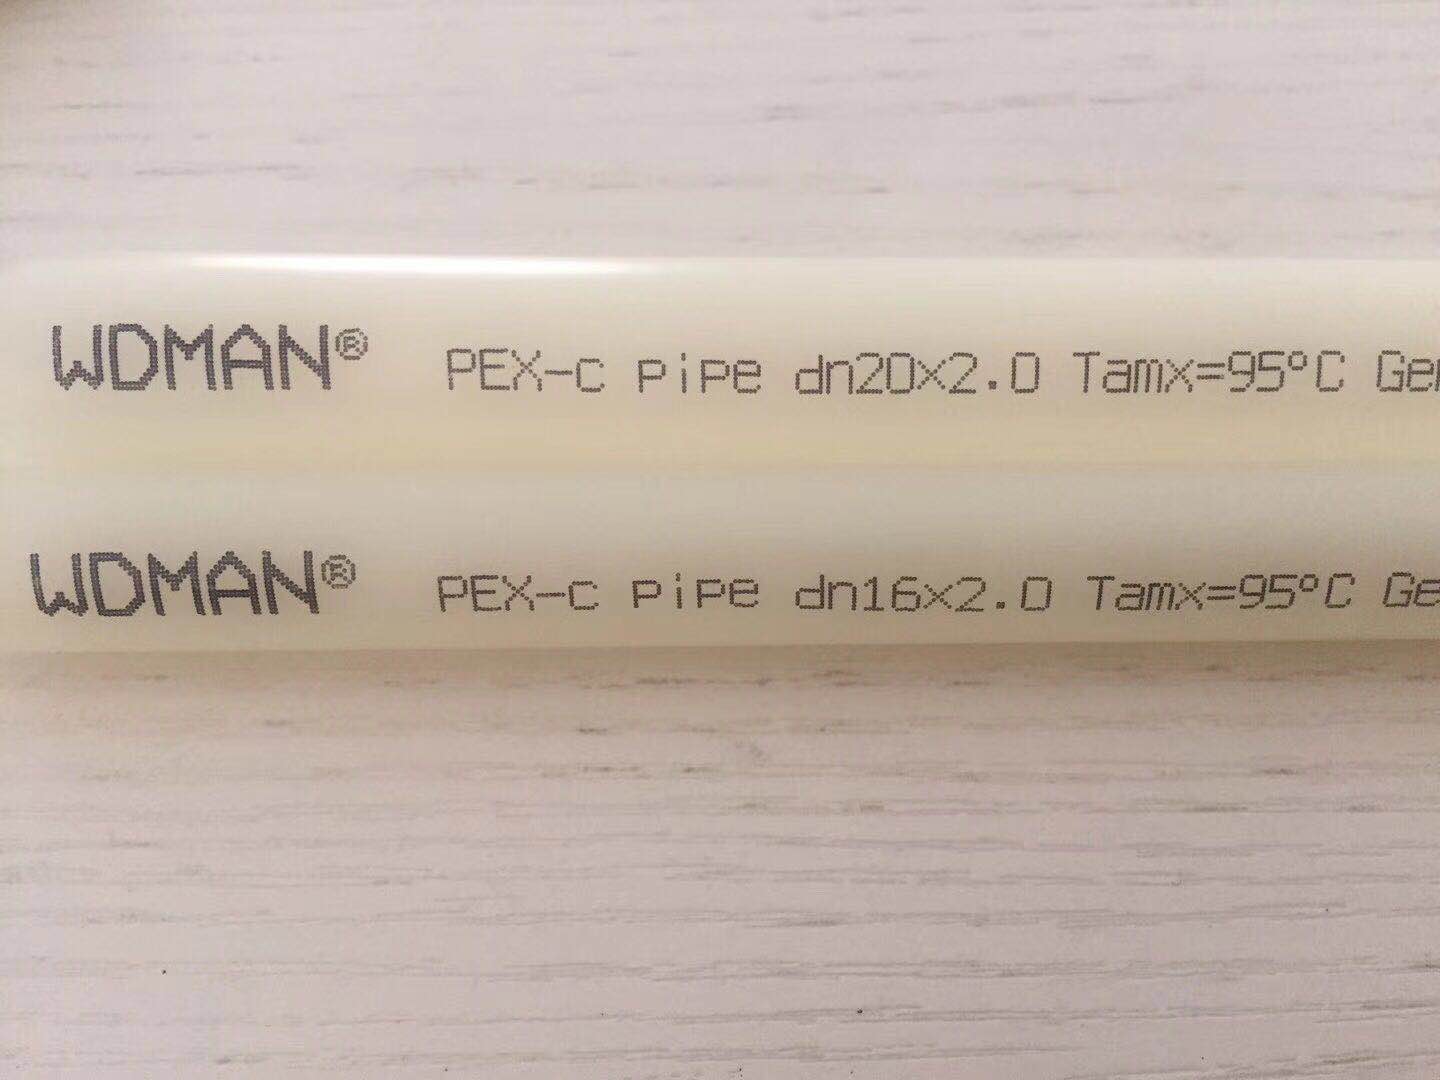 WDMAN® PEX-c pipe dn20x2.0 Tamx=95°C
WDMAN® PEX-c pipe dn16x2.0 Tamx=95°C